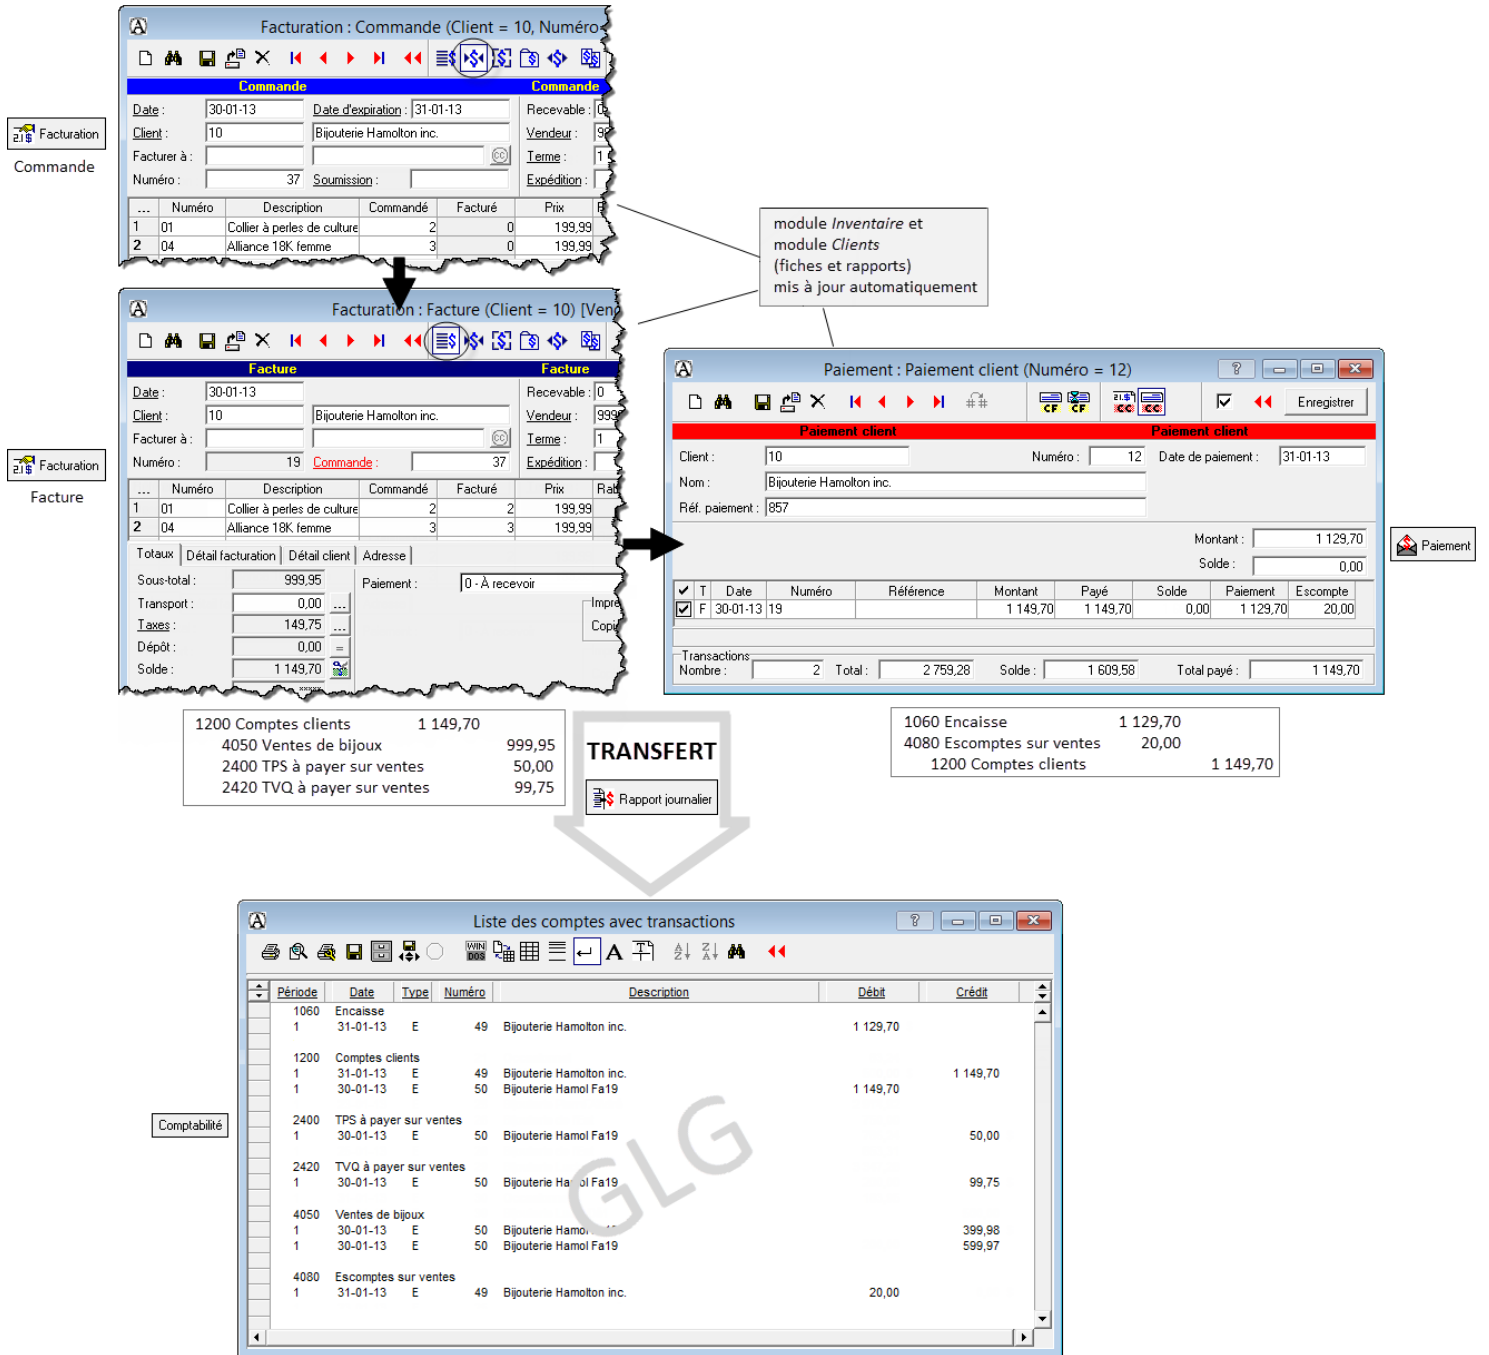 Facturation : Commande (Client = 10, Numéro
Commande Commande
Date : 30-01-13 Date d'expiration : 31-01-13 Recevable :
Client : 10 Bijouterie Hamolton inc. Vendeur :
Facturer à : Terme : 1
Numéro : 37 Soumission : Expédition :
... Numéro Description Commandé Facturé Prix
1 01 Collier à perles de culture 2 0 199,99
2 04 Alliance 18K femme 3 0 199,99
Facturation
Commande
module Inventaire et
module Clients
(fiches et rapports)
mis à jour automatiquement
Facturation : Facture (Client = 10) [Ven
Facture Facture
Date : 30-01-13 Recevable : 0
Client : 10 Bijouterie Hamolton inc. Vendeur : 999
Facturer à : Terme : 1
Numéro : 19 Commande : 37 Expédition :
... Numéro Description Commandé Facturé Prix Rab
1 01 Collier à perles de culture 2 2 199,99
2 04 Alliance 18K femme 3 3 199,99
Totaux Détail facturation Détail client Adresse
Sous-total : 999,95 Paiement : 0 - À recevoir
Transport : 0,00 ... Impre
Taxes : 149,75 ... Copi
Dépôt : 0,00 =
Solde : 1 149,70
Facturation
Facture
Paiement : Paiement client (Numéro = 12)
CF CF CC CC Enregistrer
Paiement client Paiement client
Client : 10 Numéro : 12 Date de paiement : 31-01-13
Nom : Bijouterie Hamolton inc.
Réf. paiement : 857
Montant : 1 129,70
Solde : 0,00
T Date Numéro Référence Montant Payé Solde Paiement Escompte
F 30-01-13 19 1 149,70 1 149,70 0,00 1 129,70 20,00
Transactions
Nombre : 2 Total : 2 759,28 Solde : 1 609,58 Total payé : 1 149,70
Paiement
1200 Comptes clients 1 149,70
4050 Ventes de bijoux 999,95
2400 TPS à payer sur ventes 50,00
2420 TVQ à payer sur ventes 99,75
TRANSFERT
Rapport journalier
1060 Encaisse 1 129,70
4080 Escomptes sur ventes 20,00
1200 Comptes clients 1 149,70
Liste des comptes avec transactions
WIN DOS
Période Date Type Numéro Description Débit Crédit
1060 Encaisse
1 31-01-13 E 49 Bijouterie Hamolton inc. 1 129,70
1200 Comptes clients
1 31-01-13 E 49 Bijouterie Hamolton inc. 1 149,70
1 30-01-13 E 50 Bijouterie Hamol Fa19 1 149,70
2400 TPS à payer sur ventes
1 30-01-13 E 50 Bijouterie Hamol Fa19 50,00
2420 TVQ à payer sur ventes
1 30-01-13 E 50 Bijouterie Hamol Fa19 99,75
4050 Ventes de bijoux
1 30-01-13 E 50 Bijouterie Hamol 399,98
1 30-01-13 E 50 Bijouterie Hamol Fa19 599,97
4080 Escomptes sur ventes
1 31-01-13 E 49 Bijouterie Hamolton inc. 20,00
GLG
Comptabilité